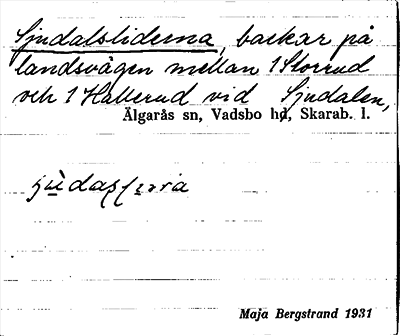 Sjudalsliderna, backar på
landsvägen mellan 1 Storrud
och 1 Hallerud vid Sjudalen,
Älgarås sn, Vadsbo hd, Skarab. l.
Maja Bergstrand 1931